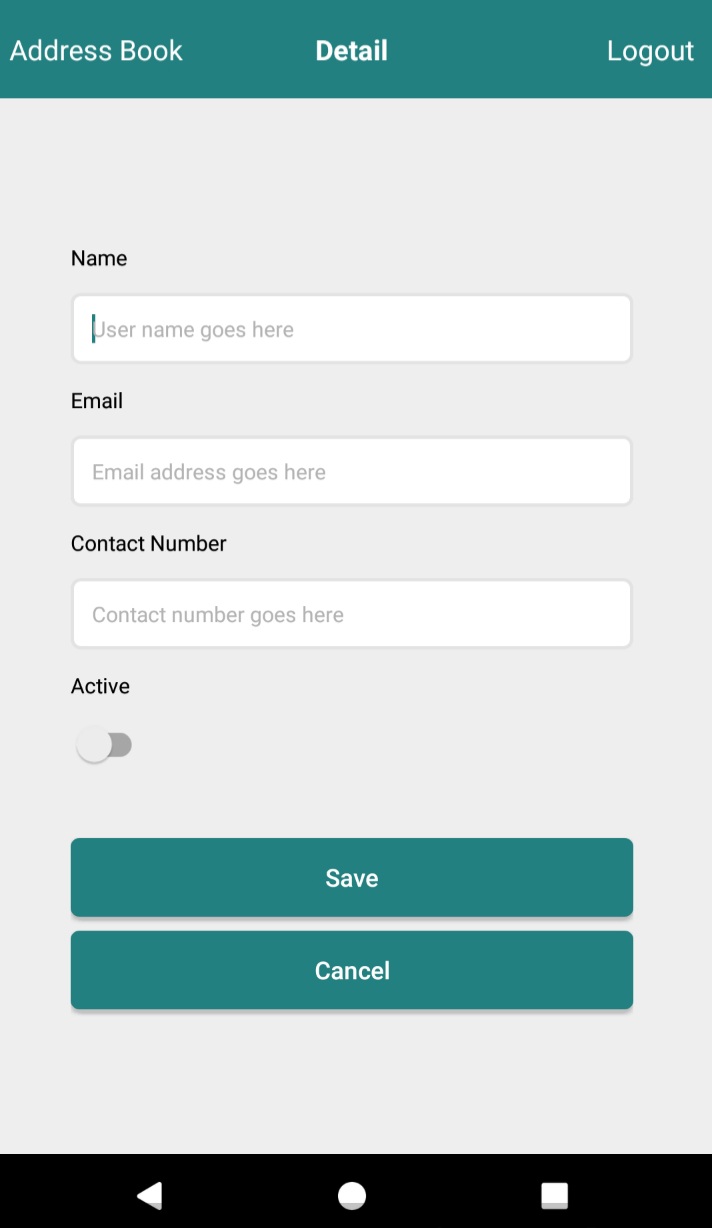 Address Book Detail Logout
Name
User name goes here
Email
Email address goes here
Contact Number
Contact number goes here
Active
Save
Cancel